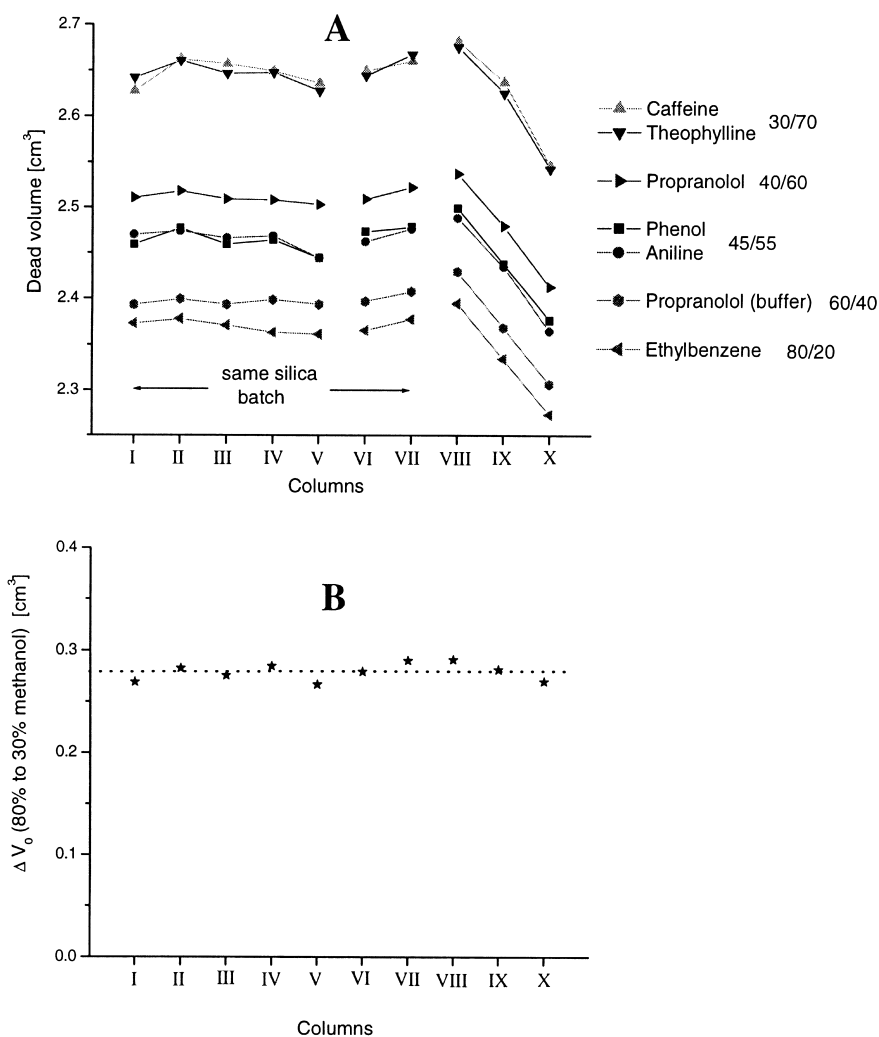 A
2.7
2.6
2.5
2.4
2.3
Dead volume [cm³]
same silica
batch
I II III IV V VI VII VIII IX X
Columns
Caffeine
Theophylline 30/70
Propranolol 40/60
Phenol
Aniline 45/55
Propranolol (buffer) 60/40
Ethylbenzene 80/20
B
0.4
0.3
0.2
0.1
0.0
Δ V₀ (80% to 30% methanol) [cm³]
I II III IV V VI VII VIII IX X
Columns